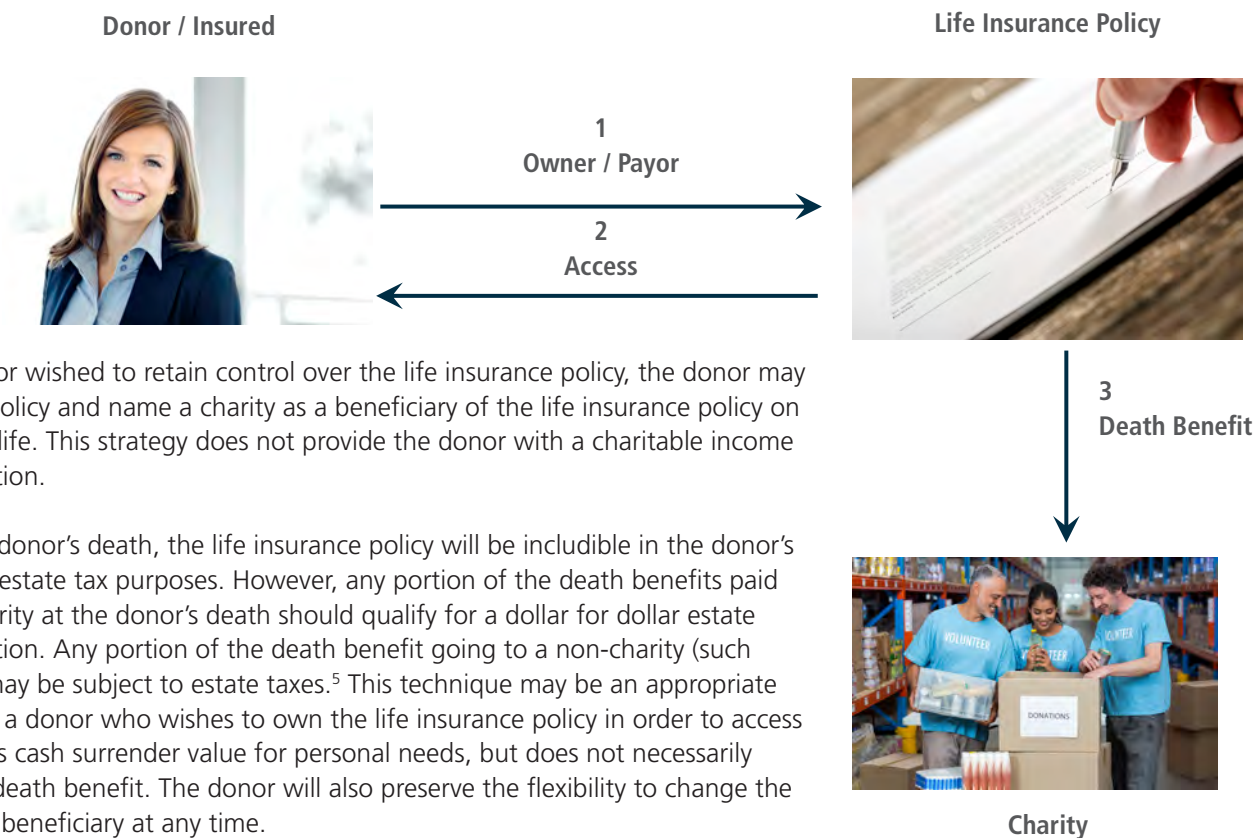 Donor / Insured
Life Insurance Policy
1
Owner / Payor
2
Access
or wished to retain control over the life insurance policy, the donor may
olicy and name a charity as a beneficiary of the life insurance policy on
life. This strategy does not provide the donor with a charitable income
tion.
donor’s death, the life insurance policy will be includible in the donor’s
estate tax purposes. However, any portion of the death benefits paid
rity at the donor’s death should qualify for a dollar for dollar estate
tion. Any portion of the death benefit going to a non-charity (such
may be subject to estate taxes.⁵ This technique may be an appropriate
a donor who wishes to own the life insurance policy in order to access
s cash surrender value for personal needs, but does not necessarily
death benefit. The donor will also preserve the flexibility to change the
beneficiary at any time.
3
Death Benefit
VOLUNTEER
VOLUNTEER
DONATIONS
Charity